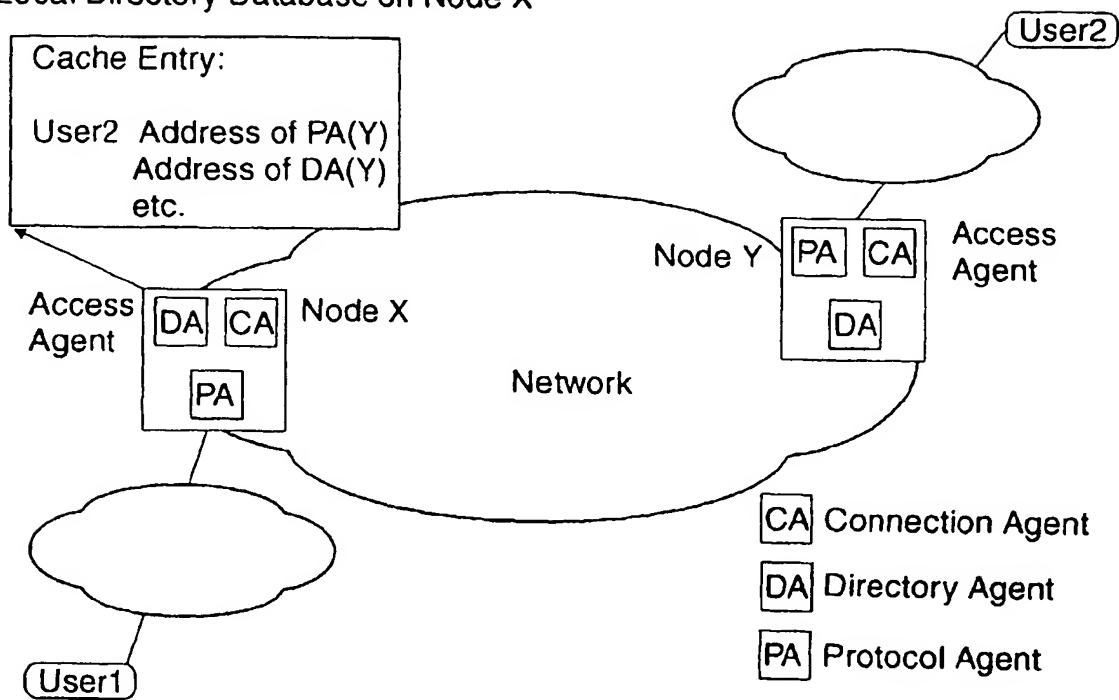 Local Directory Database on Node X
User2
Cache Entry:
User2 Address of PA(Y)
Address of DA(Y)
etc.
Node Y
PA
CA
Access
Agent
DA
Access
Agent
DA
CA
Node X
PA
Network
CA Connection Agent
DA Directory Agent
PA Protocol Agent
User1